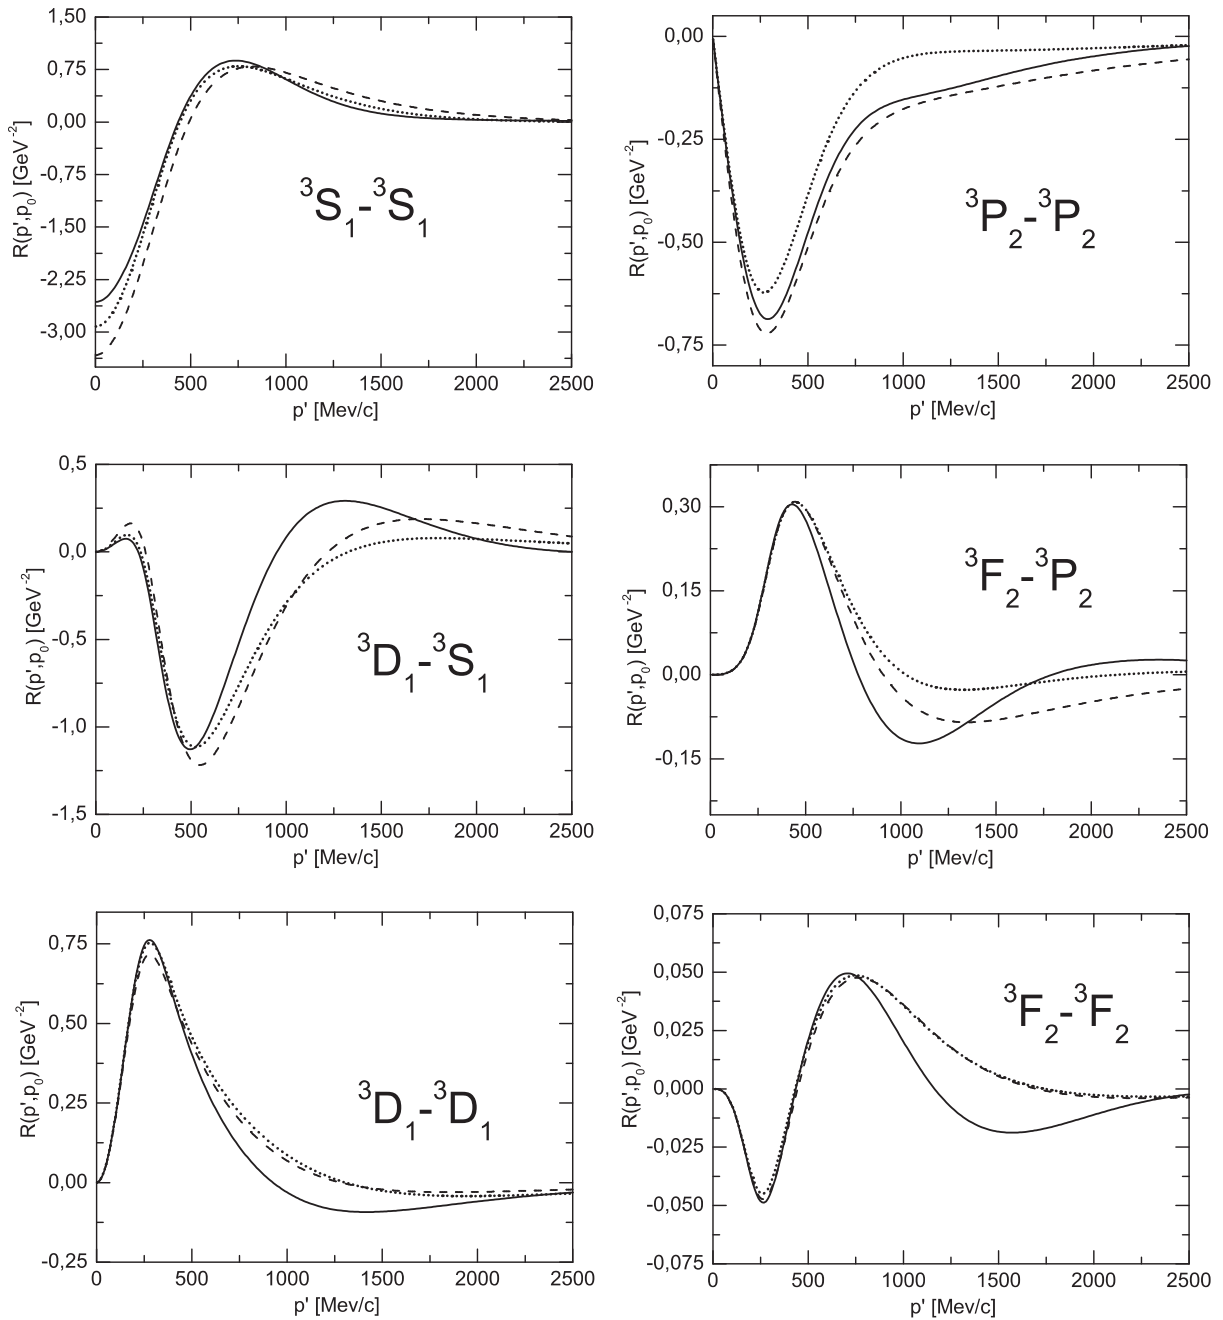 1,50
0,75
0,00
-0,75
-1,50
-2,25
-3,00
R(p',p₀) [GeV⁻²]
³S₁-³S₁
0 500 1000 1500 2000 2500
p' [Mev/c]
0,00
-0,25
-0,50
-0,75
R(p',p₀) [GeV⁻²]
³P₂-³P₂
0 500 1000 1500 2000 2500
p' [Mev/c]
0,5
0,0
-0,5
-1,0
-1,5
R(p',p₀) [GeV⁻²]
³D₁-³S₁
0 500 1000 1500 2000 2500
p' [Mev/c]
0,30
0,15
0,00
-0,15
R(p',p₀) [GeV⁻²]
³F₂-³P₂
0 500 1000 1500 2000 2500
p' [Mev/c]
0,75
0,50
0,25
0,00
-0,25
R(p',p₀) [GeV⁻²]
³D₁-³D₁
0 500 1000 1500 2000 2500
p' [Mev/c]
0,075
0,050
0,025
0,000
-0,025
-0,050
-0,075
R(p',p₀) [GeV⁻²]
³F₂-³F₂
0 500 1000 1500 2000 2500
p' [Mev/c]